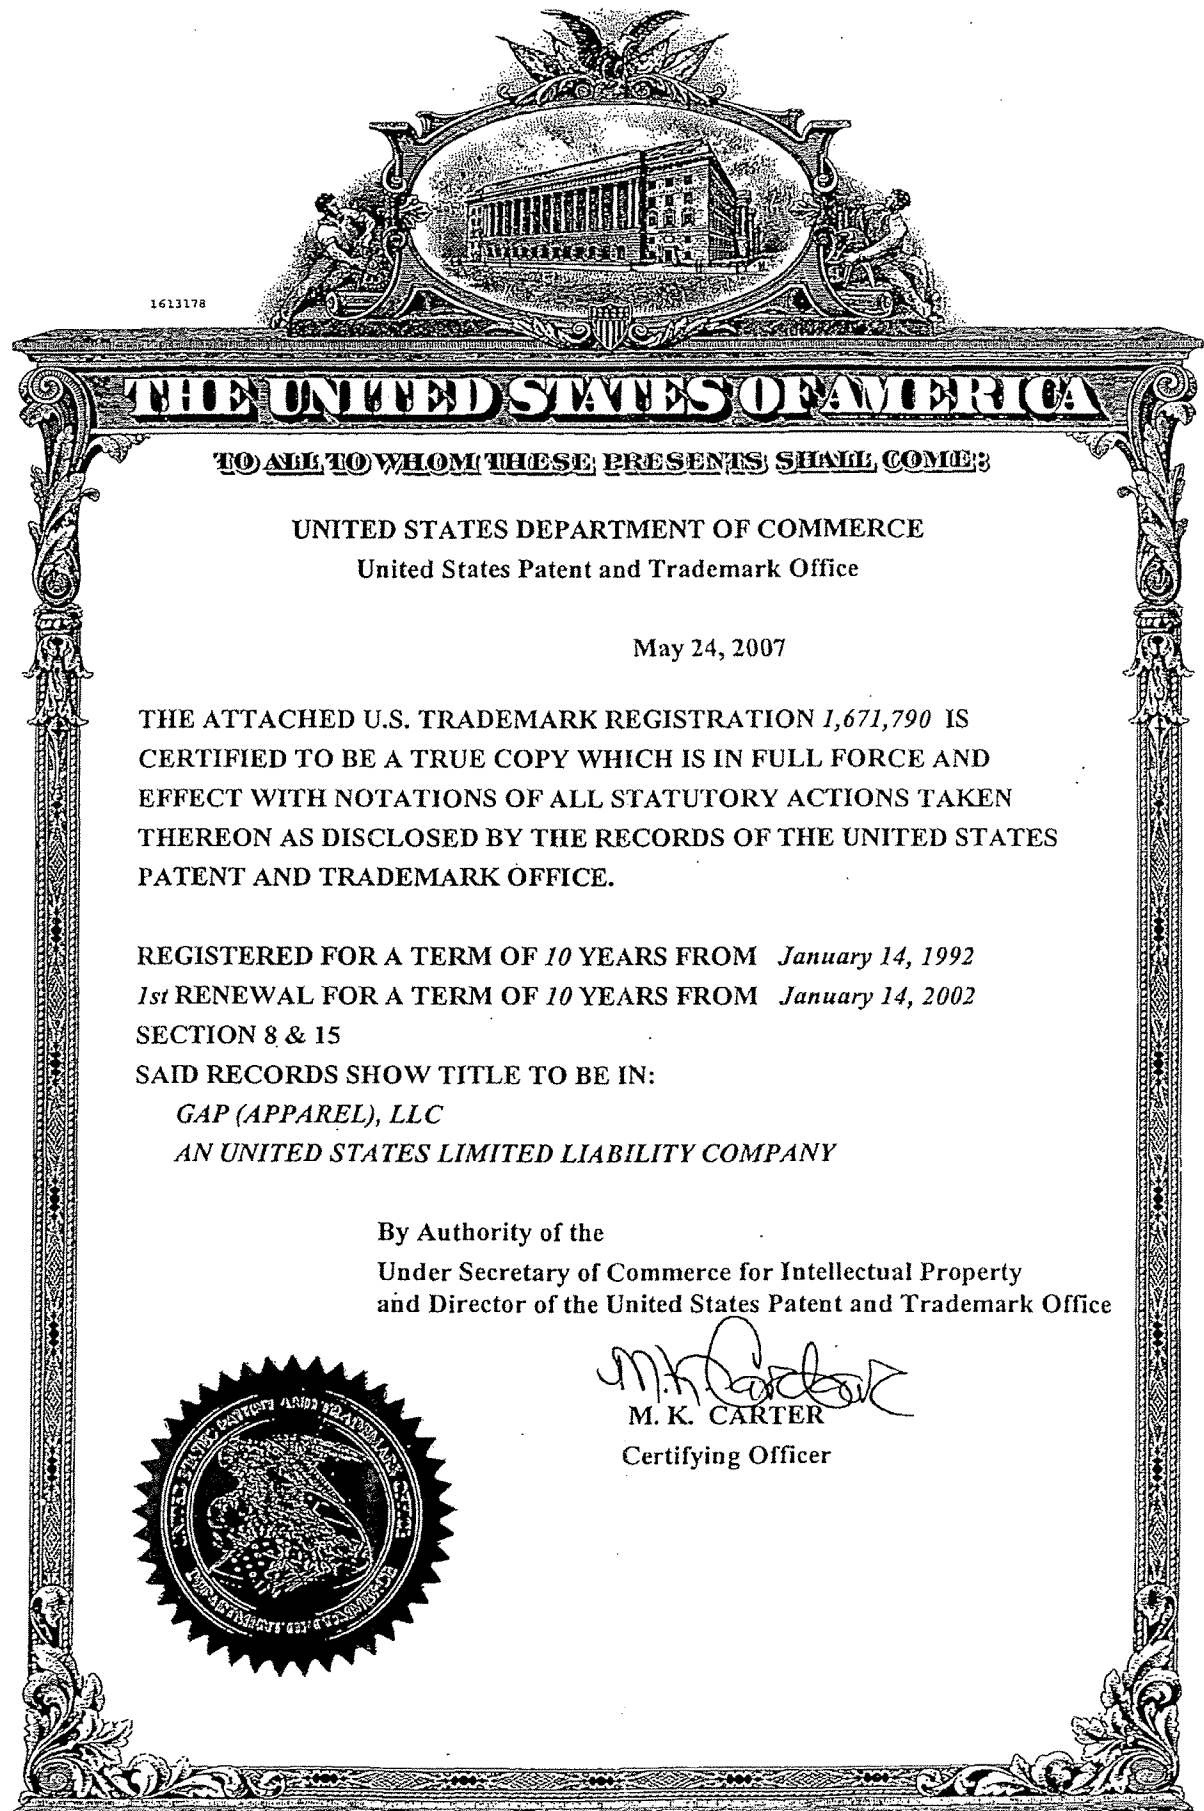 1613178
THE UNITED STATES OF AMERICA
TO ALL TO WHOM THESE PRESENTS SHALL COME:
UNITED STATES DEPARTMENT OF COMMERCE
United States Patent and Trademark Office
May 24, 2007
THE ATTACHED U.S. TRADEMARK REGISTRATION 1,671,790 IS
CERTIFIED TO BE A TRUE COPY WHICH IS IN FULL FORCE AND
EFFECT WITH NOTATIONS OF ALL STATUTORY ACTIONS TAKEN
THEREON AS DISCLOSED BY THE RECORDS OF THE UNITED STATES
PATENT AND TRADEMARK OFFICE.
REGISTERED FOR A TERM OF 10 YEARS FROM January 14, 1992
1st RENEWAL FOR A TERM OF 10 YEARS FROM January 14, 2002
SECTION 8 & 15
SAID RECORDS SHOW TITLE TO BE IN:
GAP (APPAREL), LLC
AN UNITED STATES LIMITED LIABILITY COMPANY
By Authority of the
Under Secretary of Commerce for Intellectual Property
and Director of the United States Patent and Trademark Office
M.K. Carter
M. K. CARTER
Certifying Officer
UNITED STATES PATENT AND TRADEMARK OFFICE